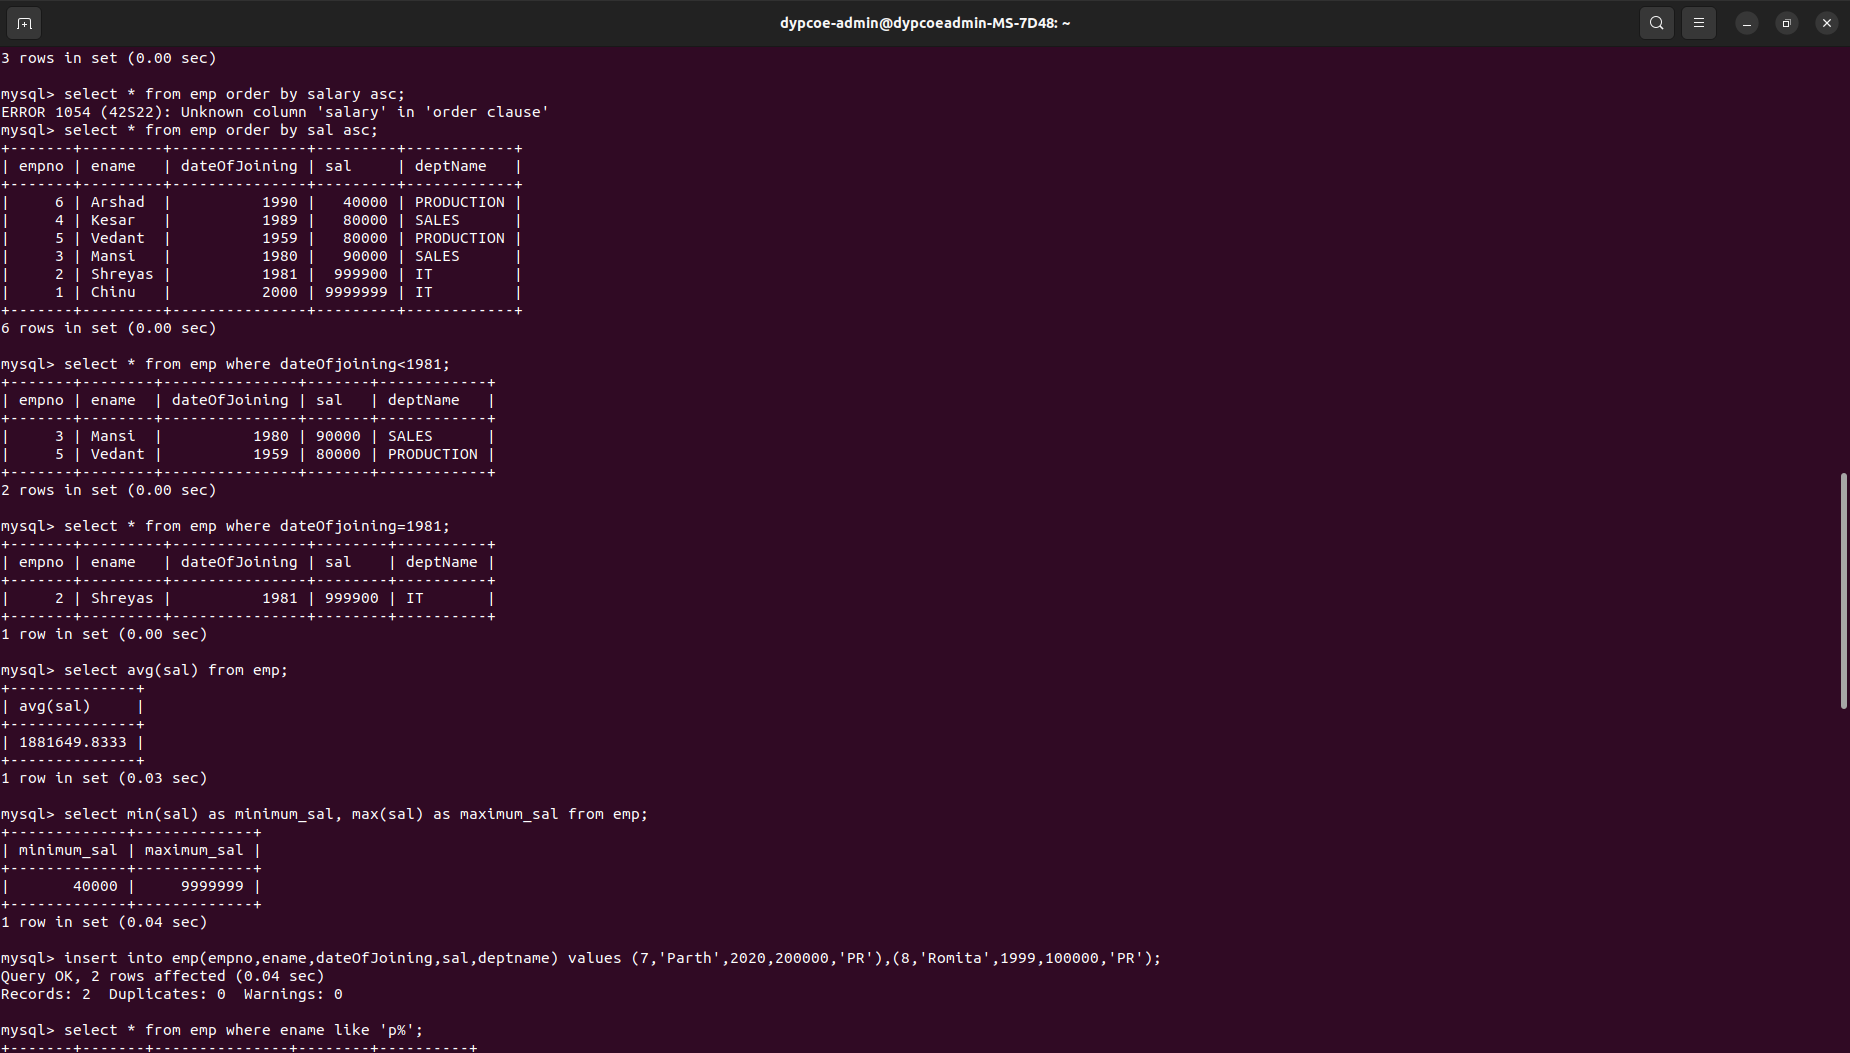 dypcoe-admin@dypcoeadmin-MS-7D48: ~
3 rows in set (0.00 sec)

mysql> select * from emp order by salary asc;
ERROR 1054 (42S22): Unknown column 'salary' in 'order clause'
mysql> select * from emp order by sal asc;
+-------+---------+---------------+---------+------------+
| empno | ename   | dateOfJoining | sal     | deptName   |
+-------+---------+---------------+---------+------------+
|     6 | Arshad  |          1990 |   40000 | PRODUCTION |
|     4 | Kesar   |          1989 |   80000 | SALES      |
|     5 | Vedant  |          1959 |   80000 | PRODUCTION |
|     3 | Mansi   |          1980 |   90000 | SALES      |
|     2 | Shreyas |          1981 |  999900 | IT         |
|     1 | Chinu   |          2000 | 9999999 | IT         |
+-------+---------+---------------+---------+------------+
6 rows in set (0.00 sec)

mysql> select * from emp where dateOfjoining<1981;
+-------+--------+---------------+-------+------------+
| empno | ename  | dateOfJoining | sal   | deptName   |
+-------+--------+---------------+-------+------------+
|     3 | Mansi  |          1980 | 90000 | SALES      |
|     5 | Vedant |          1959 | 80000 | PRODUCTION |
+-------+--------+---------------+-------+------------+
2 rows in set (0.00 sec)

mysql> select * from emp where dateOfjoining=1981;
+-------+---------+---------------+--------+----------+
| empno | ename   | dateOfJoining | sal    | deptName |
+-------+---------+---------------+--------+----------+
|     2 | Shreyas |          1981 | 999900 | IT       |
+-------+---------+---------------+--------+----------+
1 row in set (0.00 sec)

mysql> select avg(sal) from emp;
+--------------+
| avg(sal)     |
+--------------+
| 1881649.8333 |
+--------------+
1 row in set (0.03 sec)

mysql> select min(sal) as minimum_sal, max(sal) as maximum_sal from emp;
+-------------+-------------+
| minimum_sal | maximum_sal |
+-------------+-------------+
|       40000 |     9999999 |
+-------------+-------------+
1 row in set (0.04 sec)

mysql> insert into emp(empno,ename,dateOfJoining,sal,deptname) values (7,'Parth',2020,200000,'PR'),(8,'Romita',1999,100000,'PR');
Query OK, 2 rows affected (0.04 sec)
Records: 2  Duplicates: 0  Warnings: 0

mysql> select * from emp where ename like 'p%';
+-------+-------+---------------+--------+----------+